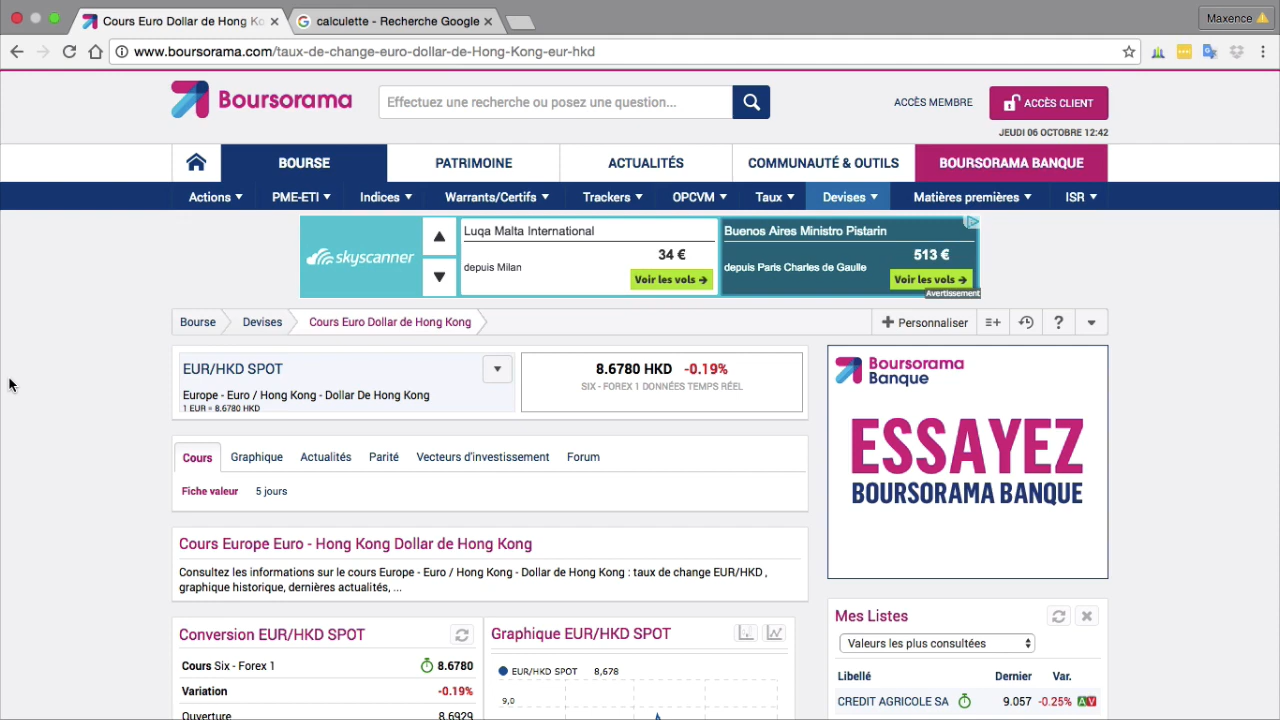 Cours Euro Dollar de Hong Ko
calculette - Recherche Google
Maxence
www.boursorama.com/taux-de-change-euro-dollar-de-Hong-Kong-eur-hkd
Boursorama
Effectuez une recherche ou posez une question...
ACCÈS MEMBRE
ACCÈS CLIENT
JEUDI 06 OCTOBRE 12:42
BOURSE
PATRIMOINE
ACTUALITÉS
COMMUNAUTÉ & OUTILS
BOURSORAMA BANQUE
Actions
PME-ETI
Indices
Warrants/Certifs
Trackers
OPCVM
Taux
Devises
Matières premières
ISR
skyscanner
Luqa Malta International
34 €
depuis Milan
Voir les vols
Buenos Aires Ministro Pistarin
513 €
depuis Paris Charles de Gaulle
Voir les vols
Avertissement
Bourse
Devises
Cours Euro Dollar de Hong Kong
Personnaliser
?
EUR/HKD SPOT
Europe - Euro / Hong Kong - Dollar De Hong Kong
1 EUR = 8.6780 HKD
8.6780 HKD -0.19%
SIX - FOREX 1 DONNÉES TEMPS RÉEL
Boursorama
Banque
ESSAYEZ
BOURSORAMA BANQUE
Cours
Graphique
Actualités
Parité
Vecteurs d'investissement
Forum
Fiche valeur
5 jours
Cours Europe Euro - Hong Kong Dollar de Hong Kong
Consultez les informations sur le cours Europe - Euro / Hong Kong - Dollar de Hong Kong : taux de change EUR/HKD ,
graphique historique, dernières actualités, ...
Conversion EUR/HKD SPOT
Cours Six - Forex 1 8.6780
Variation -0.19%
Ouverture 8.6929
Graphique EUR/HKD SPOT
EUR/HKD SPOT 8,678
9,0
Mes Listes
Valeurs les plus consultées
Libellé Dernier Var.
CREDIT AGRICOLE SA 9.057 -0.25% A V